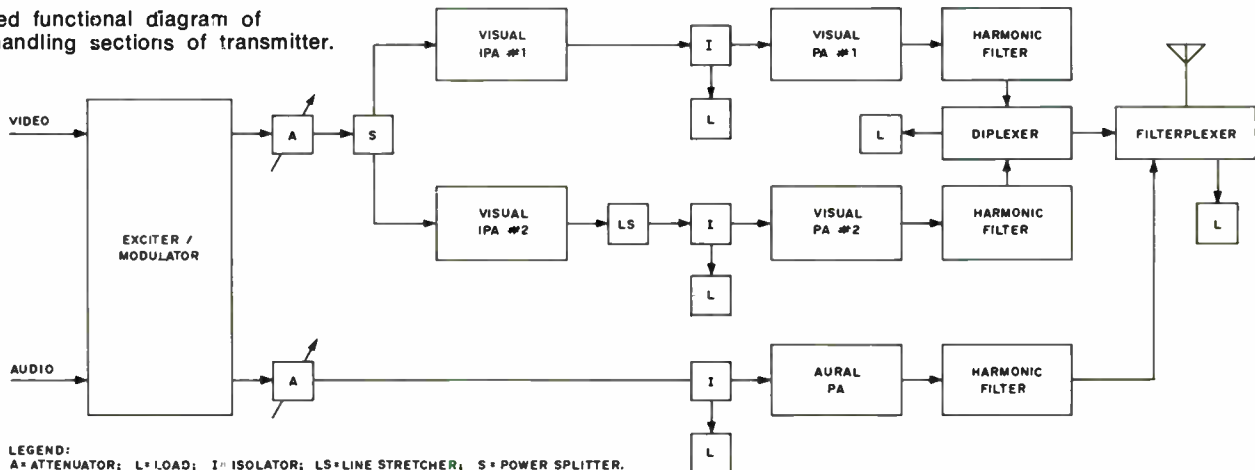 ed functional diagram of
handling sections of transmitter.
VISUAL
IPA #1
I
VISUAL
PA #1
HARMONIC
FILTER
L
VIDEO
A
S
L
DIPLEXER
FILTERPLEXER
EXCITER /
MODULATOR
VISUAL
IPA #2
LS
I
VISUAL
PA #2
HARMONIC
FILTER
L
L
AUDIO
A
I
AURAL
PA
HARMONIC
FILTER
L
LEGEND:
A=ATTENUATOR; L=LOAD; I=ISOLATOR; LS=LINE STRETCHER; S=POWER SPLITTER.